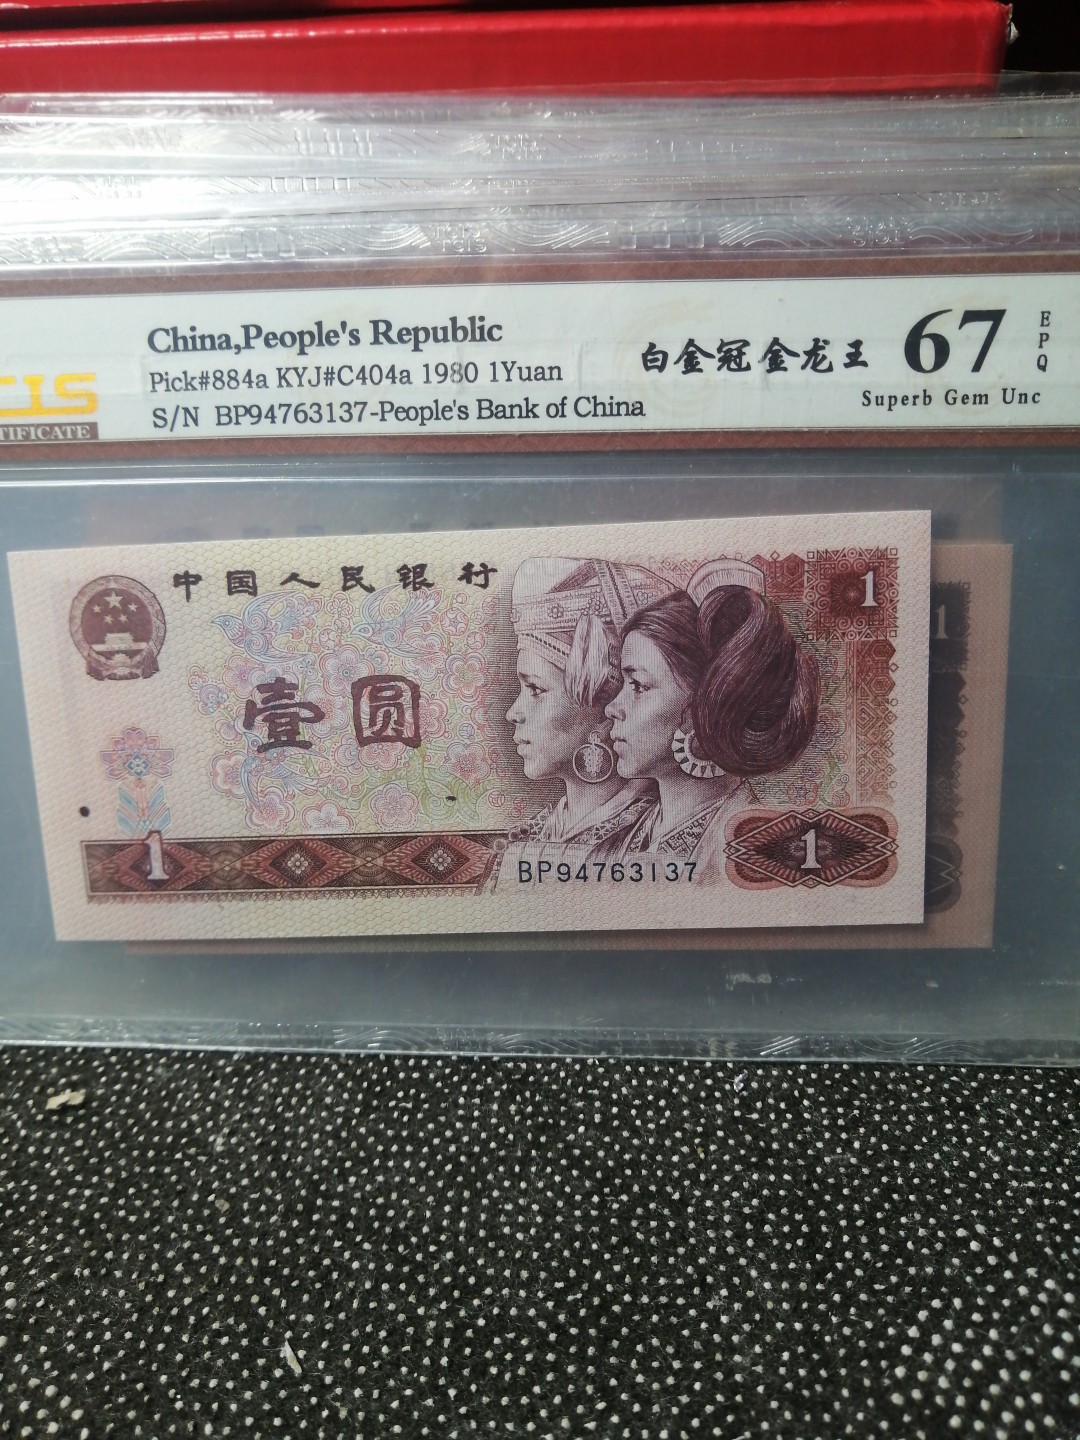 China,People's Republic
Pick#884a KYJ#C404a 1980 1Yuan
S/N BP94763137-People's Bank of China
白金冠金龙王
67
EPQ
Superb Gem Unc
中国人民银行
1
壹圆
1
1
BP94763137
1